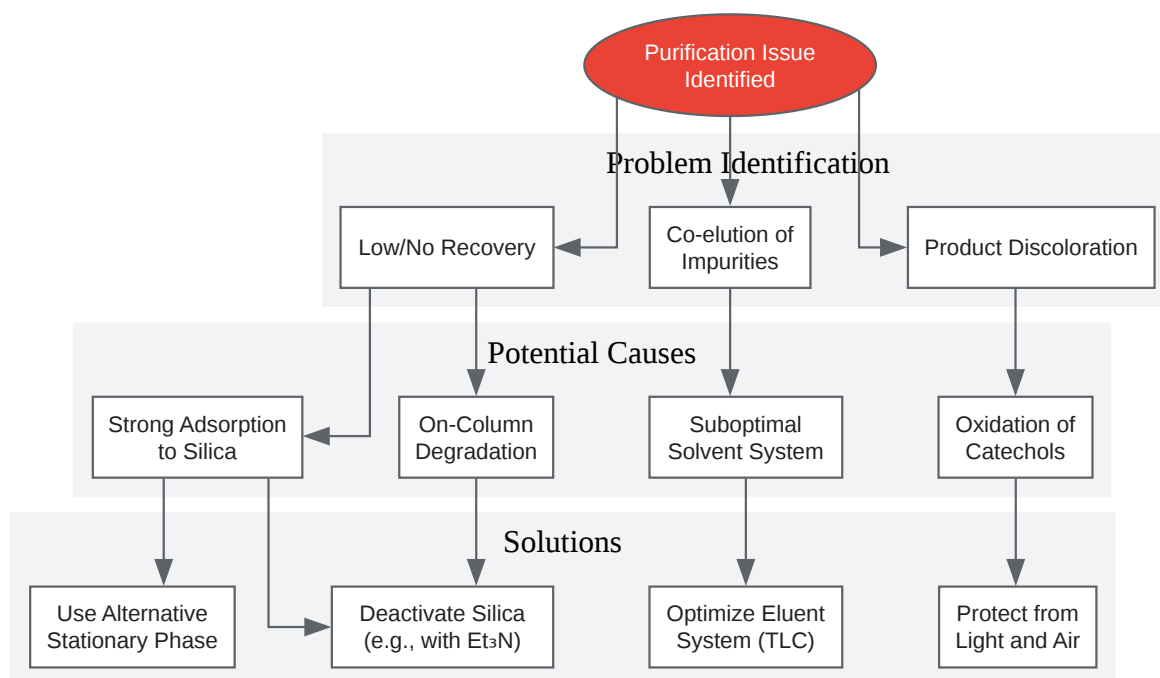 Purification Issue
Identified
Problem Identification
Low/No Recovery
Co-elution of
Impurities
Product Discoloration
Potential Causes
Strong Adsorption
to Silica
On-Column
Degradation
Suboptimal
Solvent System
Oxidation of
Catechols
Solutions
Use Alternative
Stationary Phase
Deactivate Silica
(e.g., with Et₃N)
Optimize Eluent
System (TLC)
Protect from
Light and Air